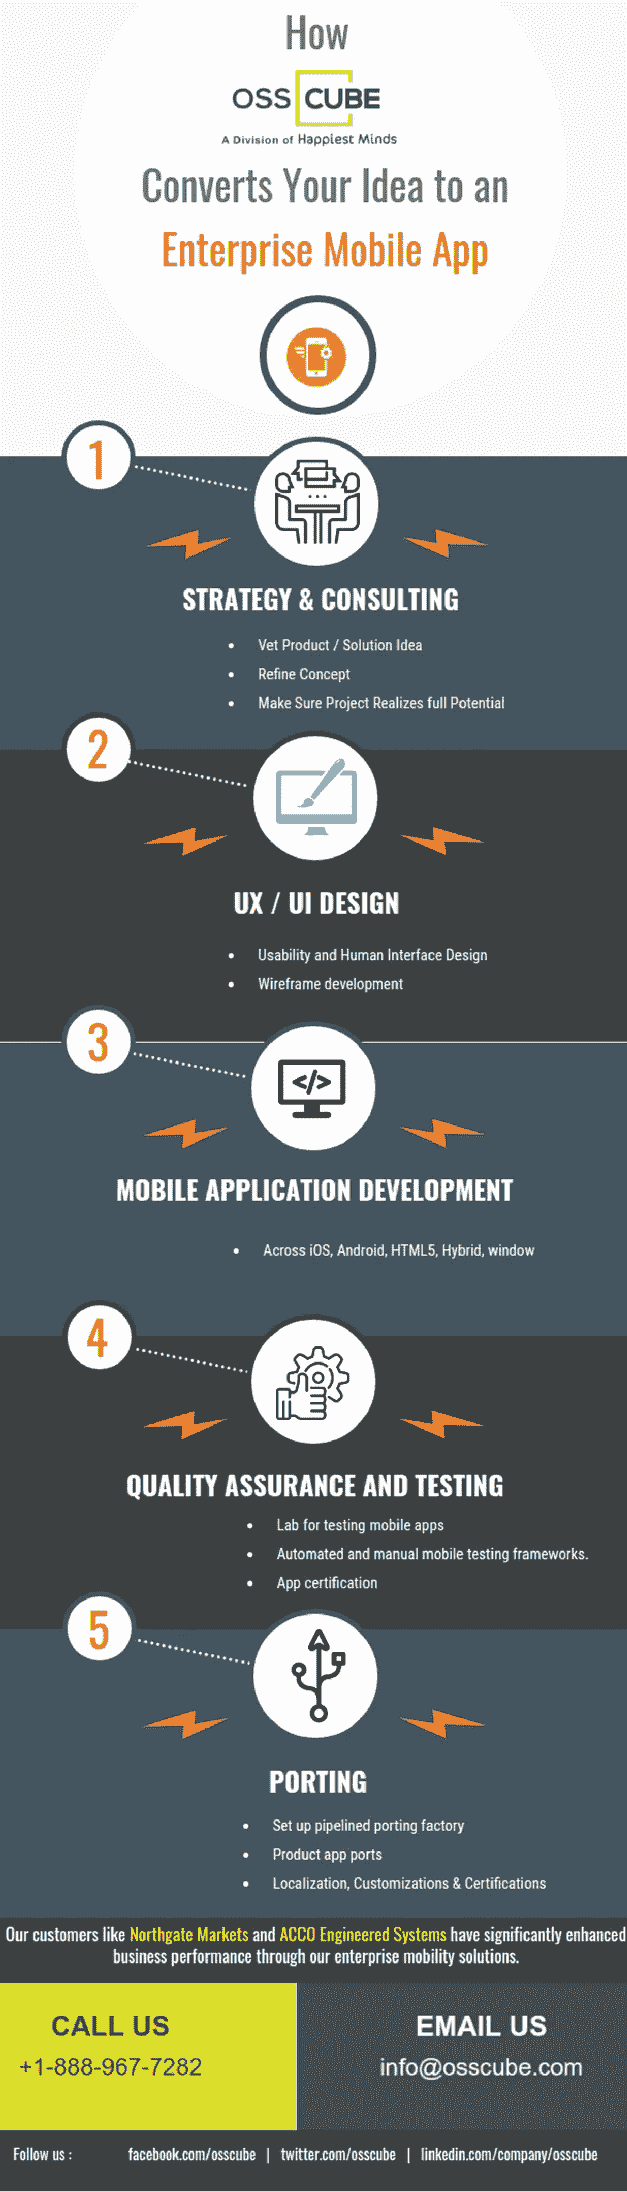 How
OSS CUBE
A Division of Happiest Minds
Converts Your Idea to an
Enterprise Mobile App
1
STRATEGY & CONSULTING
• Vet Product / Solution Idea
• Refine Concept
• Make Sure Project Realizes full Potential
2
UX / UI DESIGN
• Usability and Human Interface Design
• Wireframe development
3
</>
MOBILE APPLICATION DEVELOPMENT
• Across iOS, Android, HTML5, Hybrid, window
4
QUALITY ASSURANCE AND TESTING
• Lab for testing mobile apps
• Automated and manual mobile testing frameworks.
• App certification
5
PORTING
• Set up pipelined porting factory
• Product app ports
• Localization, Customizations & Certifications
Our customers like Northgate Markets and ACCO Engineered Systems have significantly enhanced
business performance through our enterprise mobility solutions.
CALL US
+1-888-967-7282
EMAIL US
info@osscube.com
Follow us : facebook.com/osscube | twitter.com/osscube | linkedin.com/company/osscube